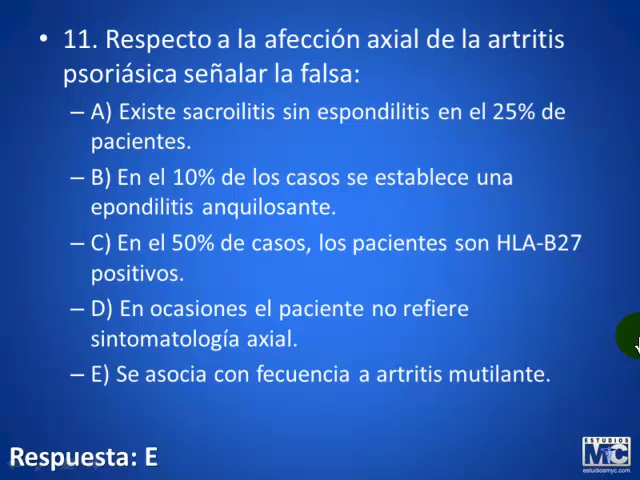 • 11. Respecto a la afección axial de la artritis
psoriásica señalar la falsa:
– A) Existe sacroilitis sin espondilitis en el 25% de
pacientes.
– B) En el 10% de los casos se establece una
epondilitis anquilosante.
– C) En el 50% de casos, los pacientes son HLA-B27
positivos.
– D) En ocasiones el paciente no refiere
sintomatología axial.
– E) Se asocia con fecuencia a artritis mutilante.
Respuesta: E
ESTUDIOS
MYC
estudiosmyc.com